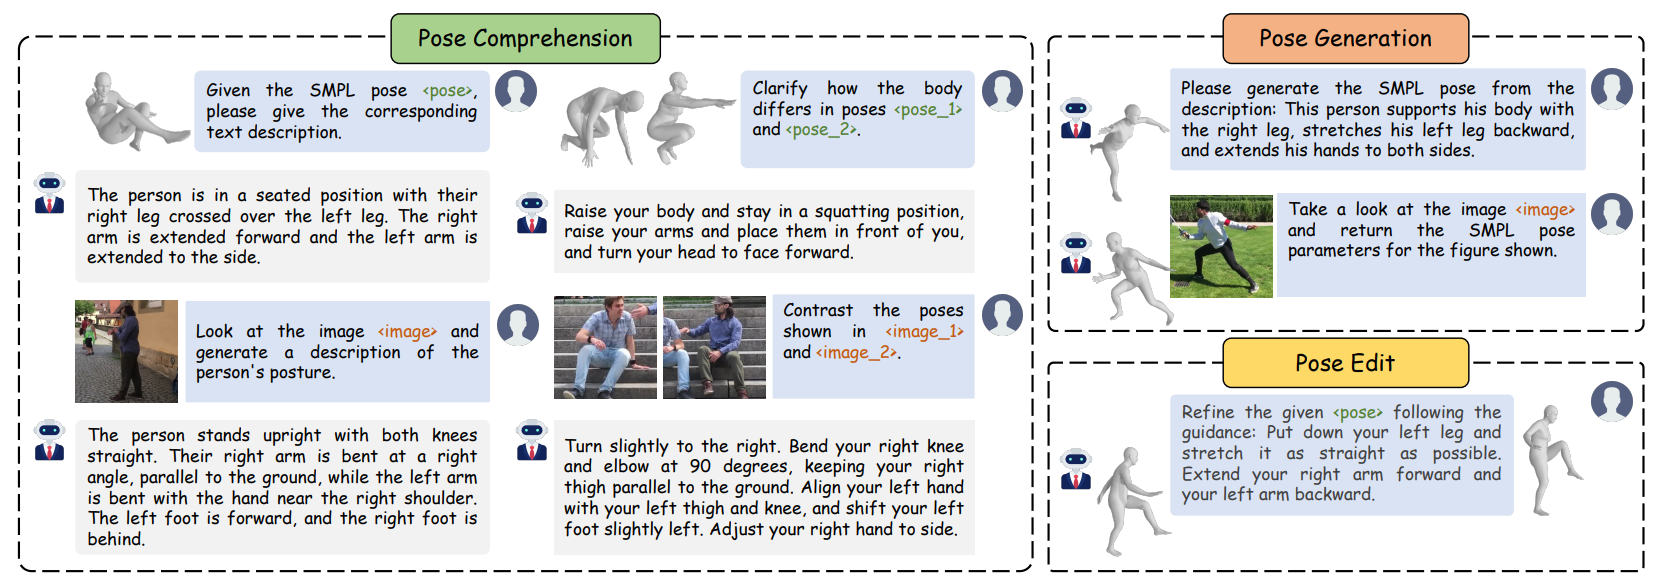 Pose Comprehension
Given the SMPL pose <pose>,
please give the corresponding
text description.
The person is in a seated position with their
right leg crossed over the left leg. The right
arm is extended forward and the left arm is
extended to the side.
Look at the image <image> and
generate a description of the
person's posture.
The person stands upright with both knees
straight. Their right arm is bent at a right
angle, parallel to the ground, while the left arm
is bent with the hand near the right shoulder.
The left foot is forward, and the right foot is
behind.
Clarify how the body
differs in poses <pose_1>
and <pose_2>.
Raise your body and stay in a squatting position,
raise your arms and place them in front of you,
and turn your head to face forward.
Contrast the poses
shown in <image_1>
and <image_2>.
Turn slightly to the right. Bend your right knee
and elbow at 90 degrees, keeping your right
thigh parallel to the ground. Align your left hand
with your left thigh and knee, and shift your left
foot slightly left. Adjust your right hand to side.
Pose Generation
Please generate the SMPL pose from the
description: This person supports his body with
the right leg, stretches his left leg backward,
and extends his hands to both sides.
Take a look at the image <image>
and return the SMPL pose
parameters for the figure shown.
Pose Edit
Refine the given <pose> following the
guidance: Put down your left leg and
stretch it as straight as possible.
Extend your right arm forward and
your left arm backward.